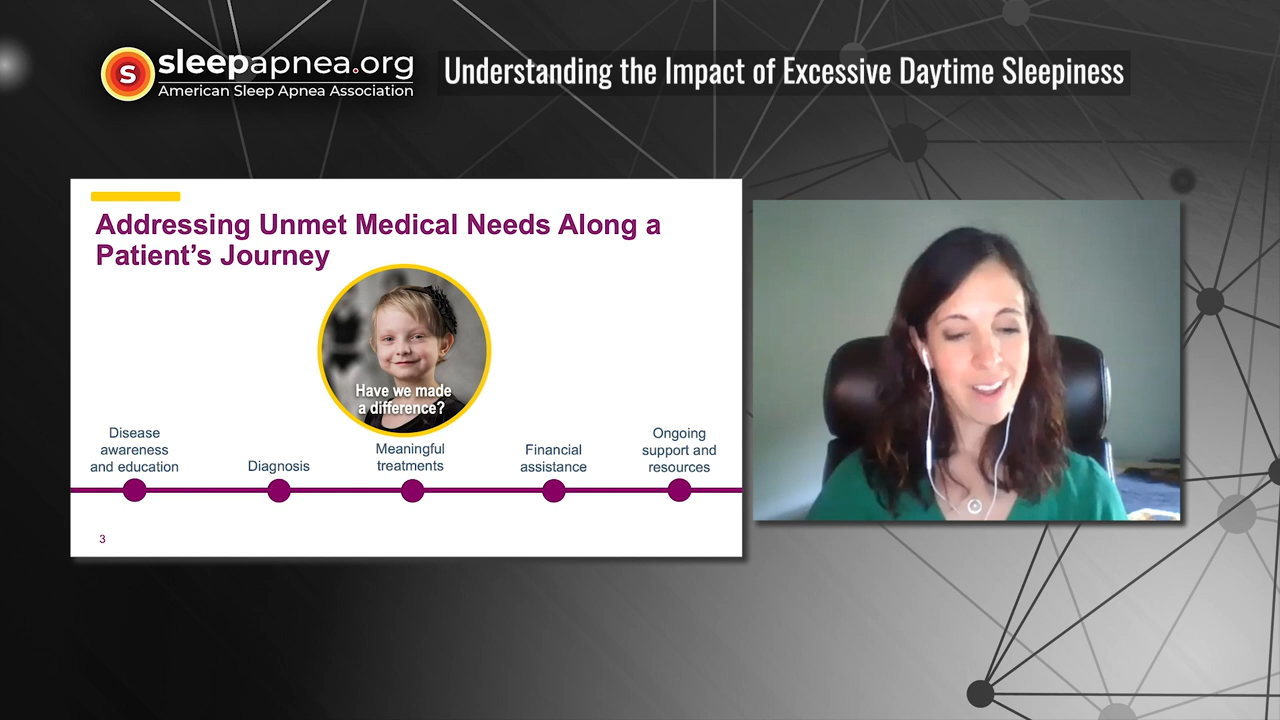 S
sleepapnea.org
American Sleep Apnea Association
Understanding the Impact of Excessive Daytime Sleepiness
Addressing Unmet Medical Needs Along a
Patient's Journey
Have we made
a difference?
Disease
awareness
and education
Diagnosis
Meaningful
treatments
Financial
assistance
Ongoing
support and
resources
3